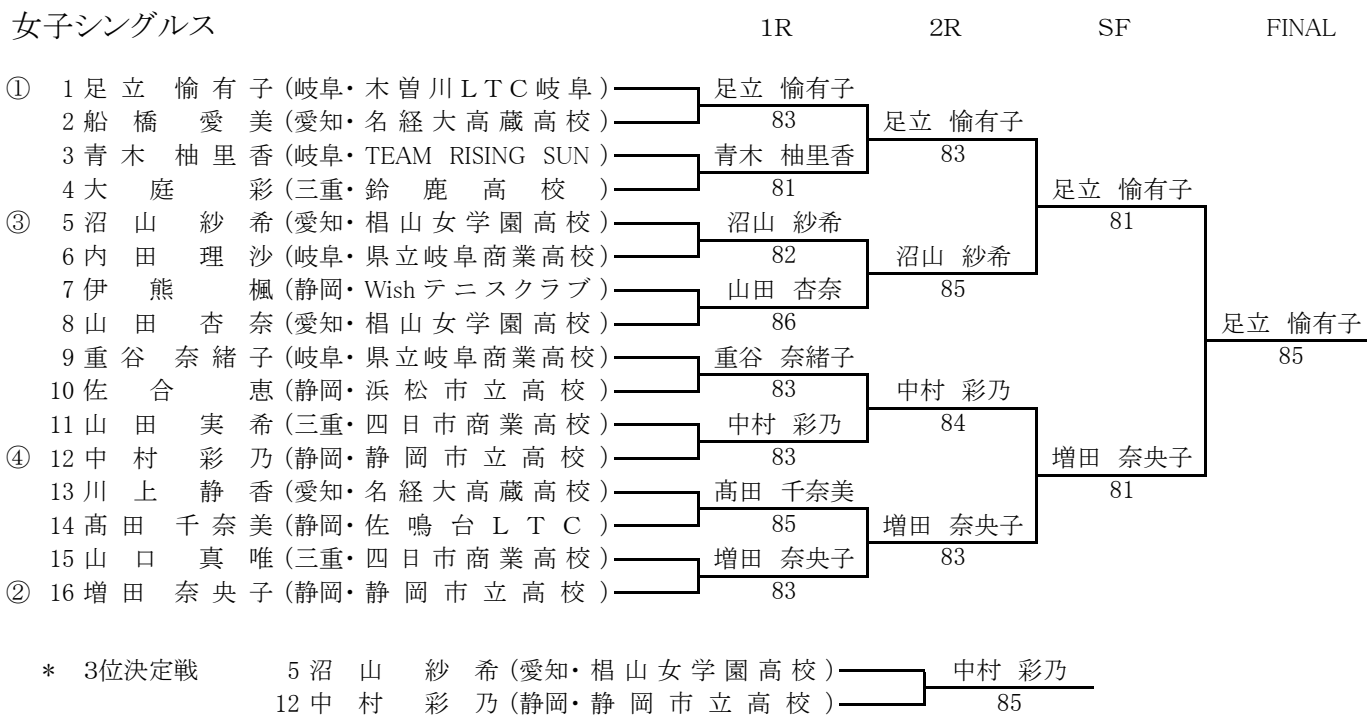 女子シングルス 1R 2R SF FINAL
① 1 足立 愉有子 (岐阜・木曽川LTC岐阜) 足立 愉有子
2 船橋 愛美 (愛知・名経大高蔵高校) 83 足立 愉有子
3 青木 柚里香 (岐阜・TEAM RISING SUN) 青木 柚里香 83
4 大庭 彩 (三重・鈴鹿高校) 81 足立 愉有子
③ 5 沼山 紗希 (愛知・椙山女学園高校) 沼山 紗希 81
6 内田 理沙 (岐阜・県立岐阜商業高校) 82 沼山 紗希
7 伊熊 楓 (静岡・Wishテニスクラブ) 山田 杏奈 85
8 山田 杏奈 (愛知・椙山女学園高校) 86 足立 愉有子
9 重谷 奈緒子 (岐阜・県立岐阜商業高校) 重谷 奈緒子 85
10 佐合 恵 (静岡・浜松市立高校) 83 中村 彩乃
11 山田 実希 (三重・四日市商業高校) 中村 彩乃 84
④ 12 中村 彩乃 (静岡・静岡市立高校) 83 増田 奈央子
13 川上 静香 (愛知・名経大高蔵高校) 髙田 千奈美 81
14 髙田 千奈美 (静岡・佐鳴台LTC) 85 増田 奈央子
15 山口 真唯 (三重・四日市商業高校) 増田 奈央子 83
② 16 増田 奈央子 (静岡・静岡市立高校) 83
* 3位決定戦 5 沼山 紗希 (愛知・椙山女学園高校) 中村 彩乃
12 中村 彩乃 (静岡・静岡市立高校) 85